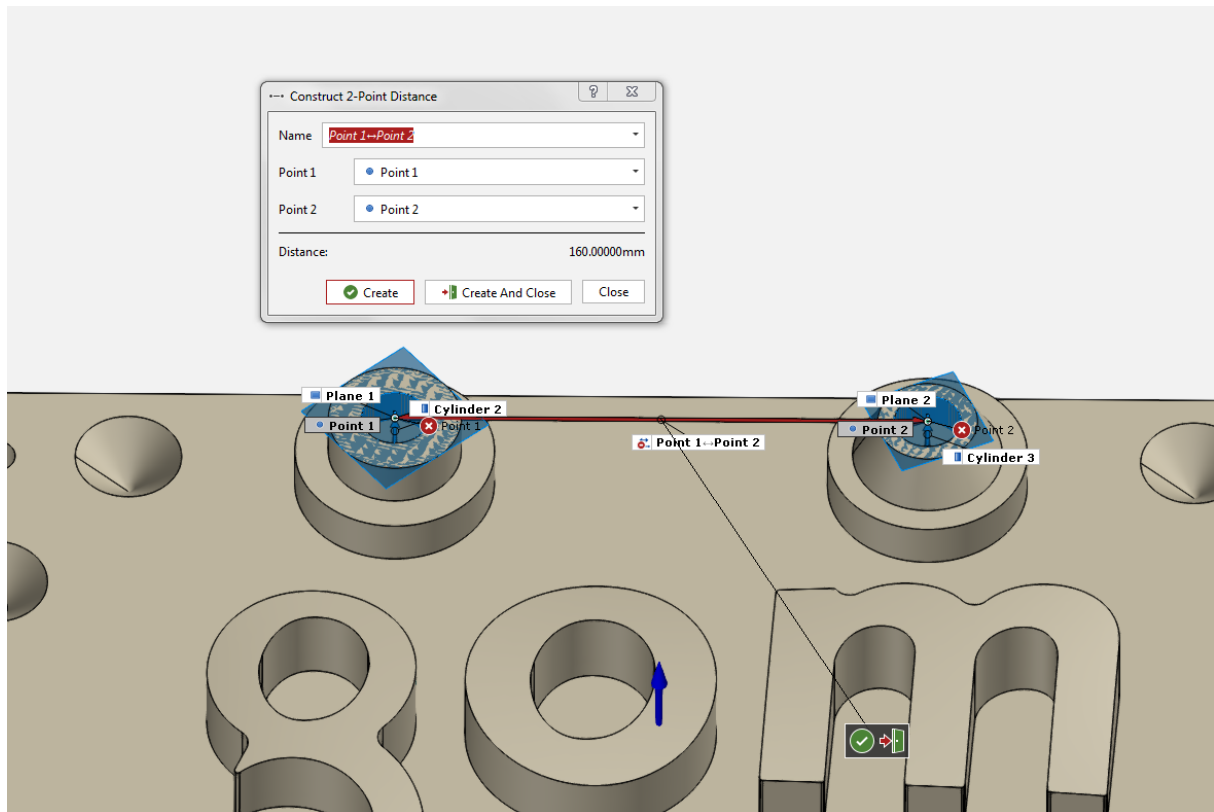 Construct 2-Point Distance
Name Point 1↔Point 2
Point 1 Point 1
Point 2 Point 2
Distance: 160.00000mm
Create Create And Close Close
Plane 1
Cylinder 2
Point 1 Point 1
Plane 2
Point 2 Point 2
Point 1↔Point 2
Cylinder 3
gom